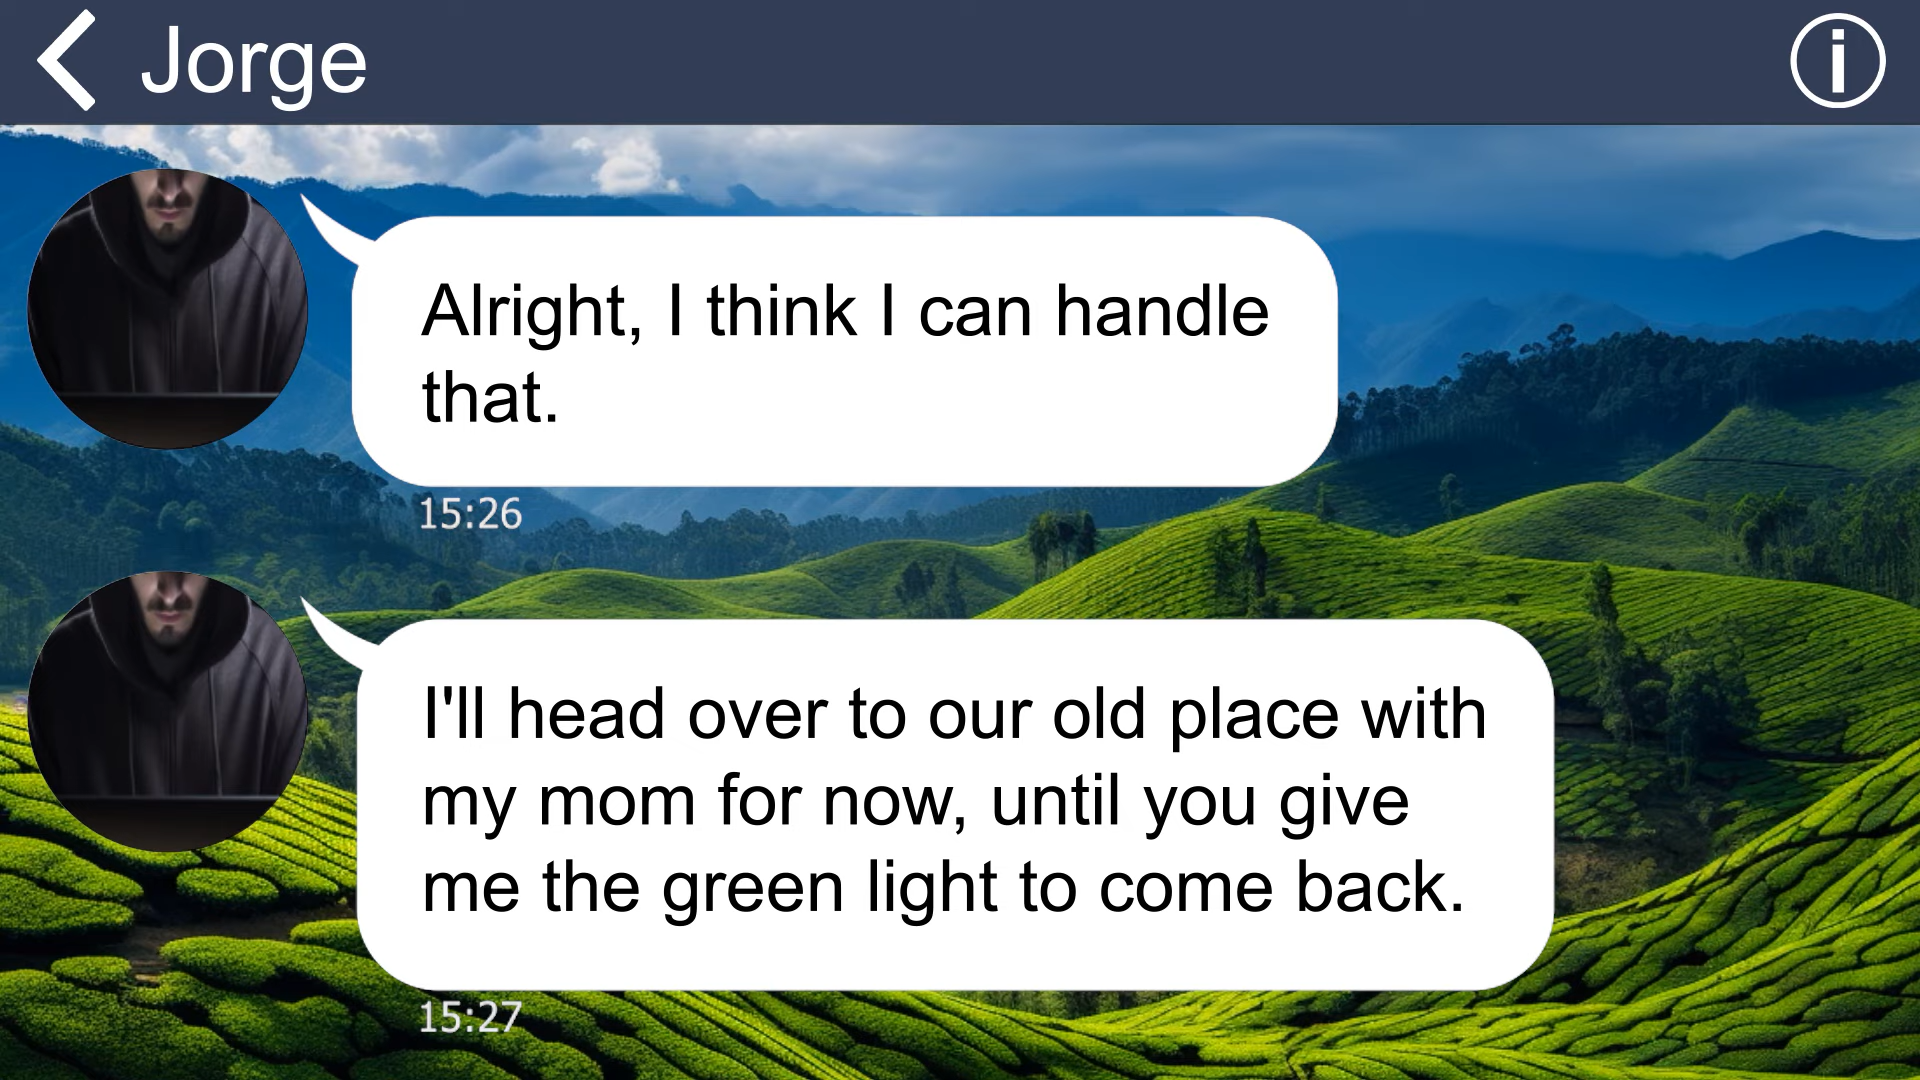 Jorge
Alright, I think I can handle
that.
15:26
I'll head over to our old place with
my mom for now, until you give
me the green light to come back.
15:27